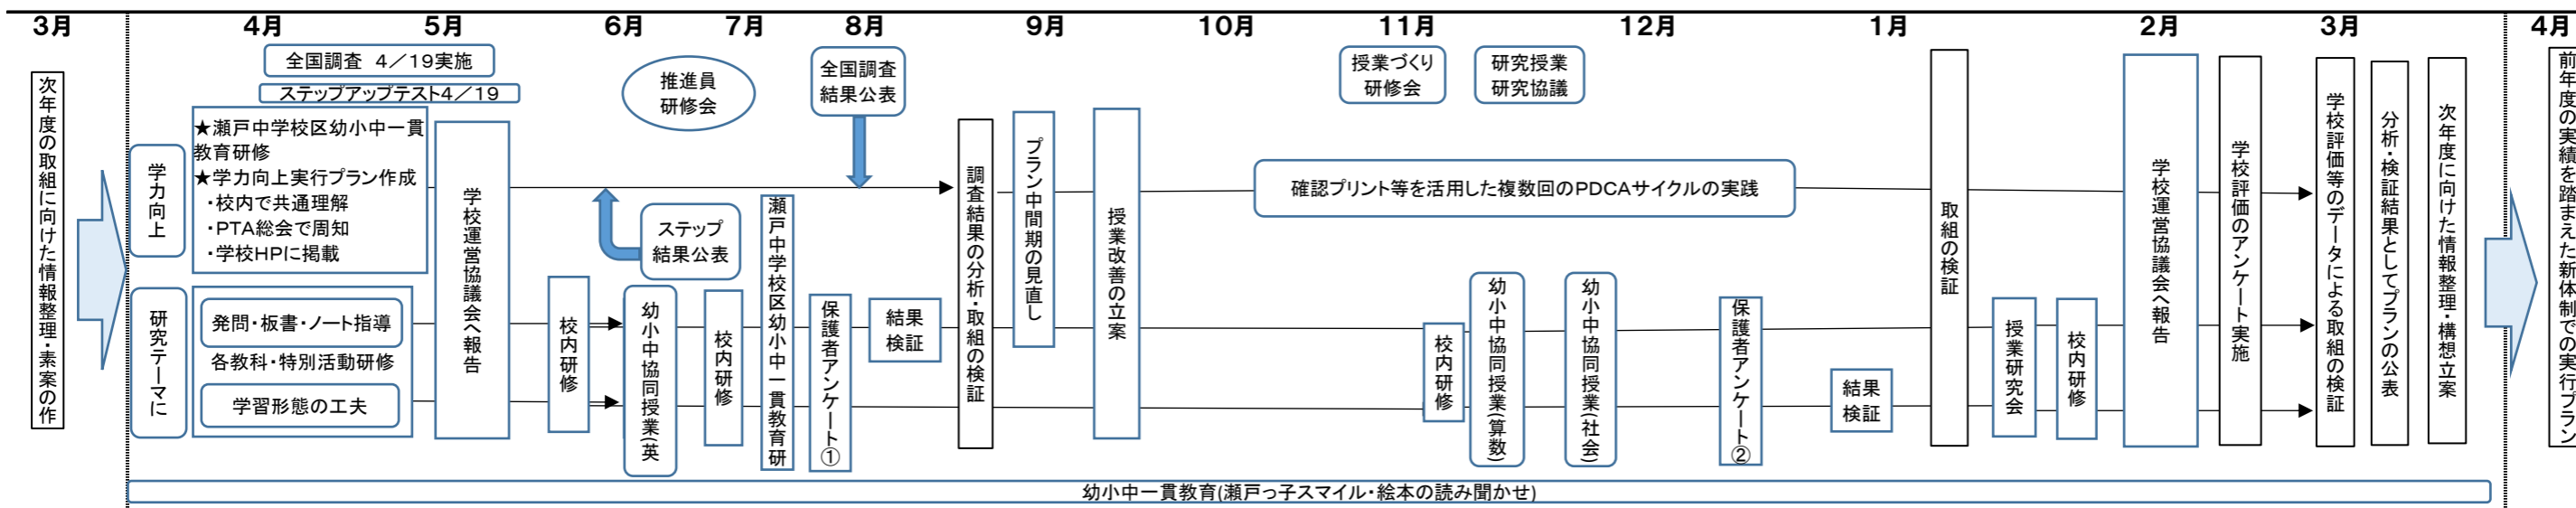 3月
4月
5月
6月
7月
8月
9月
10月
11月
12月
1月
2月
3月
4月
次年度の取組に向けた情報整理・素案の作
全国調査 4／19実施
ステップアップテスト4／19
学力向上
★瀬戸中学校区幼小中一貫
教育研修
★学力向上実行プラン作成
・校内で共通理解
・PTA総会で周知
・学校HPに掲載
研究テーマに
発問・板書・ノート指導
各教科・特別活動研修
学習形態の工夫
学校運営協議会へ報告
校内研修
推進員
研修会
ステップ
結果公表
幼小中協同授業(英
校内研修
瀬戸中学校区幼小中一貫教育研
全国調査
結果公表
保護者アンケート①
結果
検証
調査結果の分析・取組の検証
プラン中間期の見直し
授業改善の立案
授業づくり
研修会
研究授業
研究協議
確認プリント等を活用した複数回のPDCAサイクルの実践
校内研修
幼小中協同授業(算数)
幼小中協同授業(社会)
保護者アンケート②
結果
検証
取組の検証
授業研究会
校内研修
学校運営協議会へ報告
学校評価のアンケート実施
学校評価等のデータによる取組の検証
分析・検証結果としてプランの公表
次年度に向けた情報整理・構想立案
前年度の実績を踏まえた新体制での実行プラン
幼小中一貫教育(瀬戸っ子スマイル・絵本の読み聞かせ)